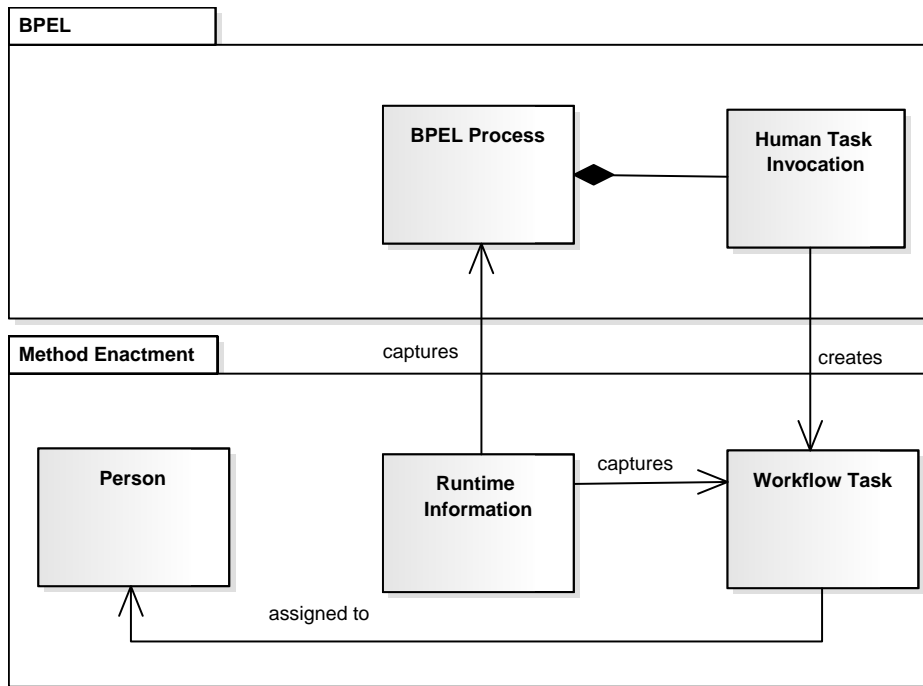 BPEL
BPEL Process
Human Task
Invocation
Method Enactment
captures
creates
Person
Runtime
Information
captures
Workflow Task
assigned to